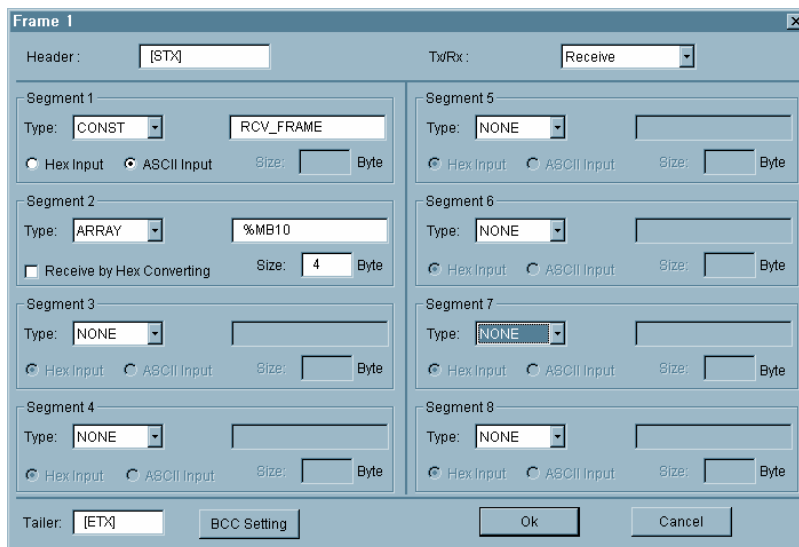 Frame 1
Header : [STX] Tx/Rx : Receive
Segment 1
Type: CONST RCV_FRAME
Hex Input ASCII Input Size: Byte
Segment 2
Type: ARRAY %MB10
Receive by Hex Converting Size: 4 Byte
Segment 3
Type: NONE
Hex Input ASCII Input Size: Byte
Segment 4
Type: NONE
Hex Input ASCII Input Size: Byte
Segment 5
Type: NONE
Hex Input ASCII Input Size: Byte
Segment 6
Type: NONE
Hex Input ASCII Input Size: Byte
Segment 7
Type: NONE
Hex Input ASCII Input Size: Byte
Segment 8
Type: NONE
Hex Input ASCII Input Size: Byte
Tailer: [ETX] BCC Setting Ok Cancel